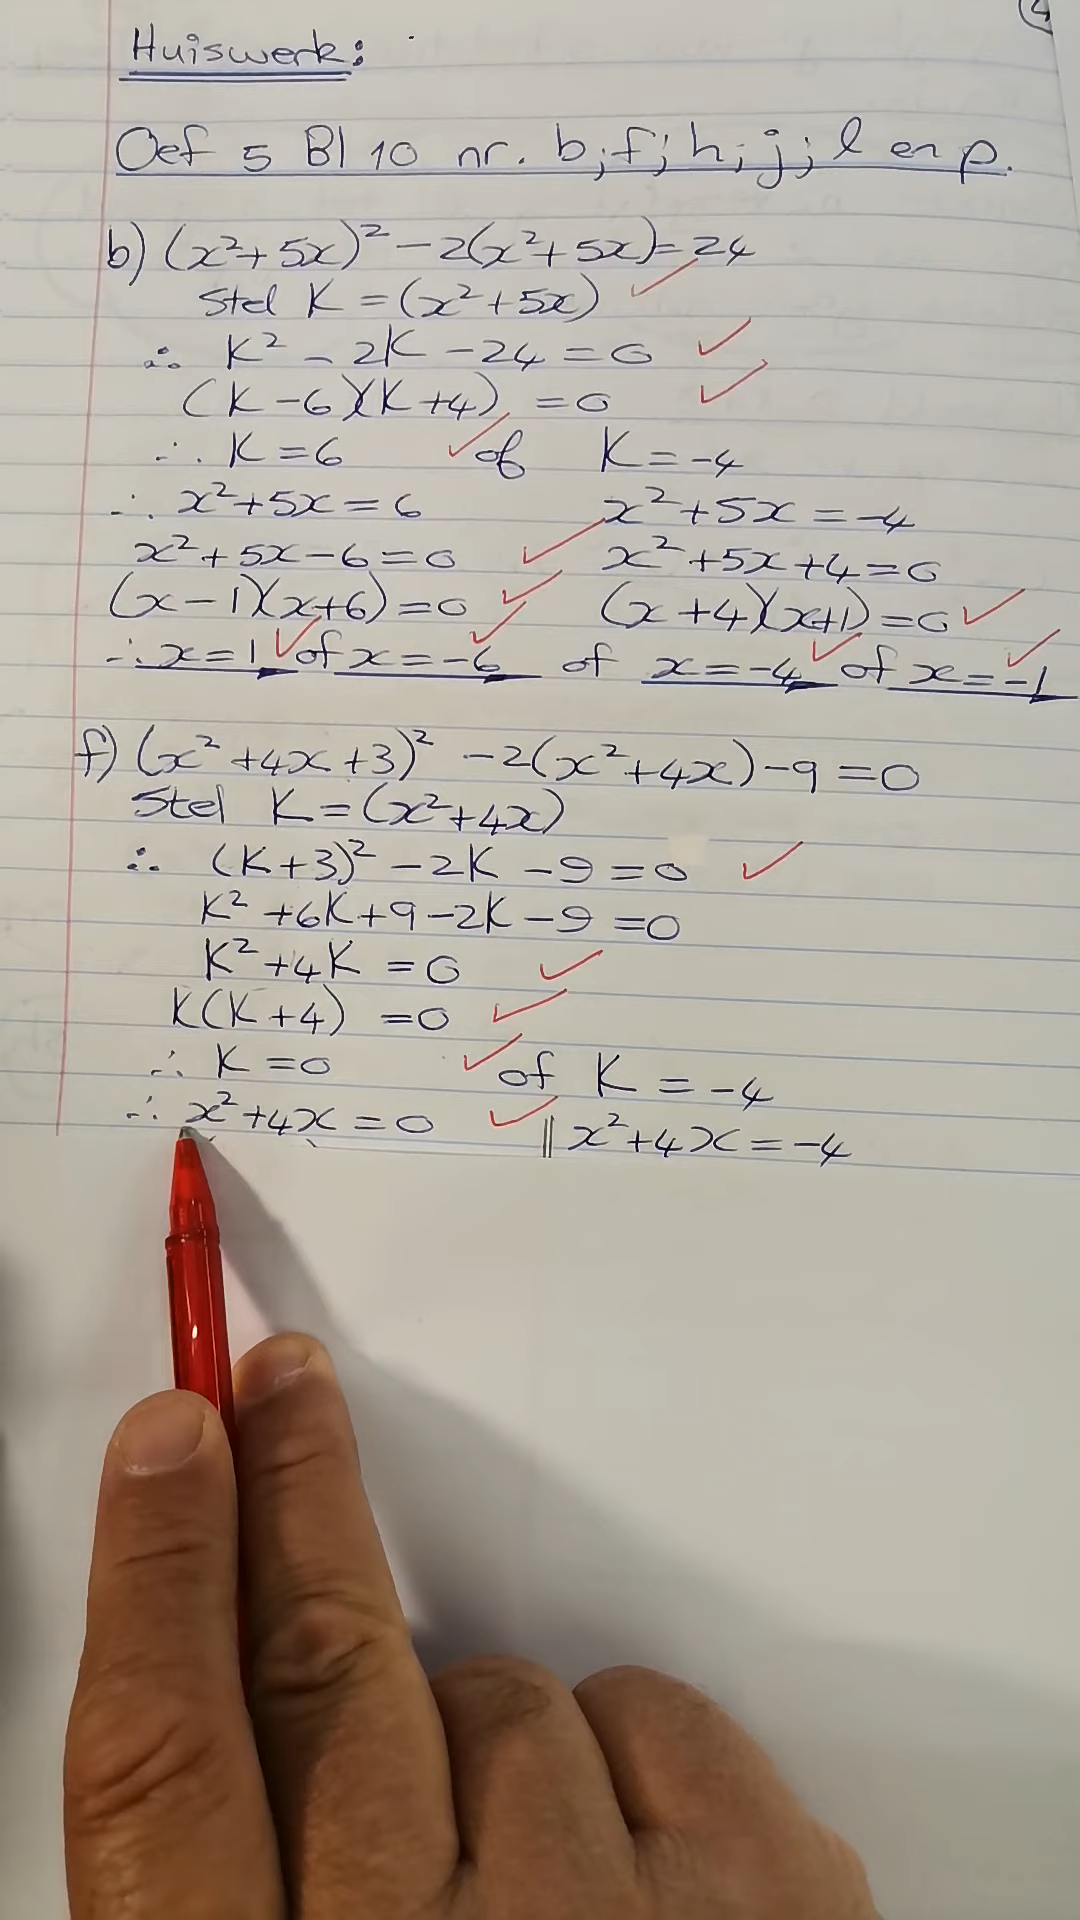 4
Huiswerk:
Oef 5 Bl 10 nr. b; f; h; j; l en p.
b) (x²+5x)² - 2(x²+5x) = 24
Stel K = (x²+5x)
∴ K² - 2K - 24 = 0
(K-6)(K+4) = 0
∴ K = 6 of K = -4
∴ x²+5x = 6 x²+5x = -4
x²+5x-6 = 0 x²+5x+4 = 0
(x-1)(x+6) = 0 (x+4)(x+1) = 0
∴ x = 1 of x = -6 of x = -4 of x = -1
f) (x²+4x+3)² - 2(x²+4x) - 9 = 0
Stel K = (x²+4x)
∴ (K+3)² - 2K - 9 = 0
K² + 6K + 9 - 2K - 9 = 0
K² + 4K = 0
K(K+4) = 0
∴ K = 0 of K = -4
∴ x²+4x = 0 || x²+4x = -4